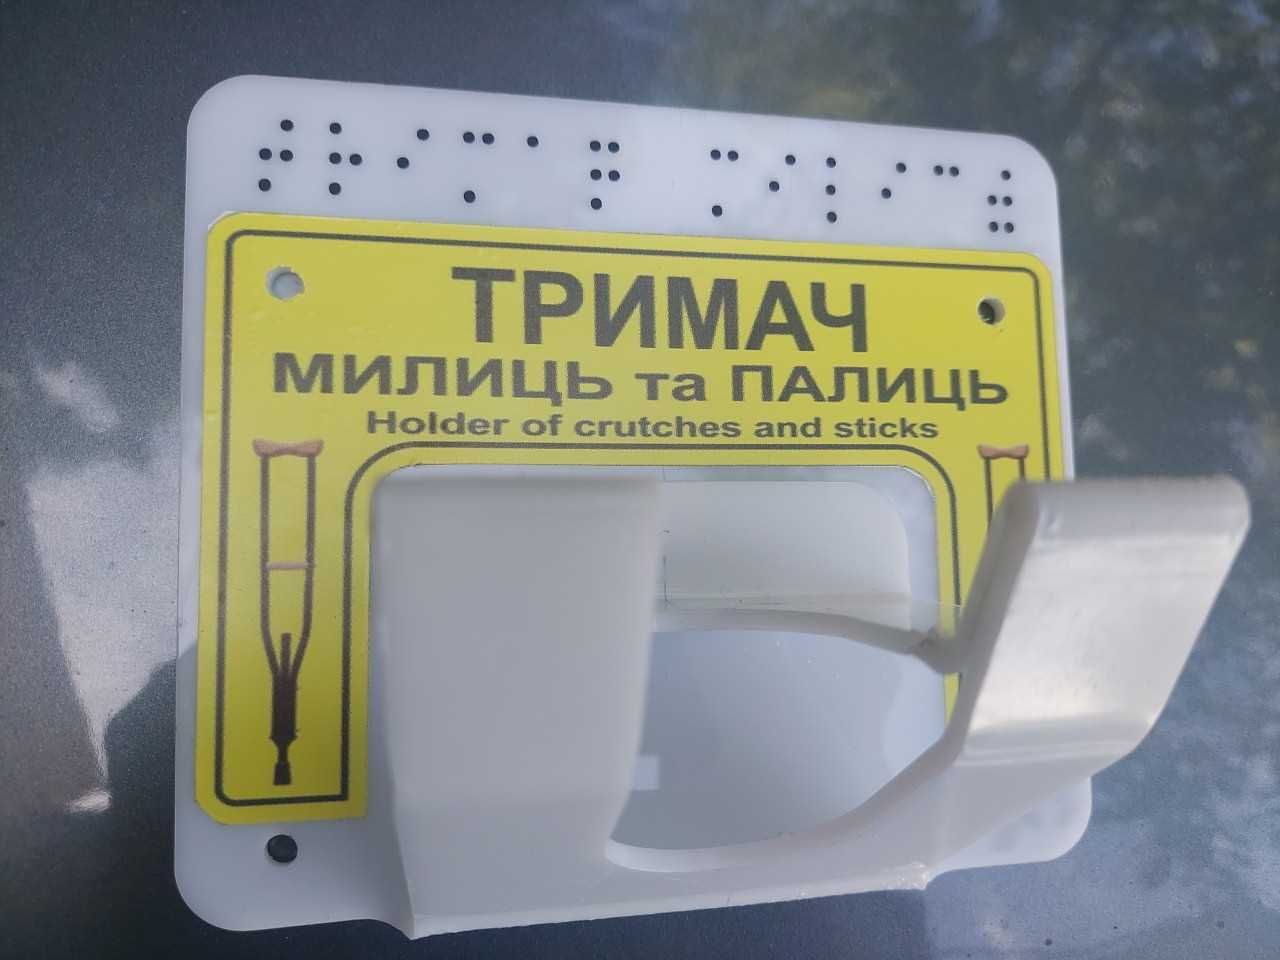 ⠞⠗⠊⠍⠁⠟ ⠍⠊⠇⠊⠉⠾
ТРИМАЧ
МИЛИЦЬ та ПАЛИЦЬ
Holder of crutches and sticks